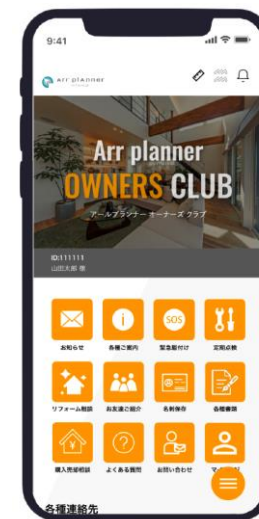 9:41
Arr planner
Arr planner
OWNERS CLUB
アールプランナー オーナーズ クラブ
ID:111111
山田太郎 様
SOS
お知らせ 各種ご案内 緊急駆付け 定期点検
リフォーム相談 お友達ご紹介 名刺保存 各種書類
購入売却相談 よくある質問 お問い合わせ
各種連絡先